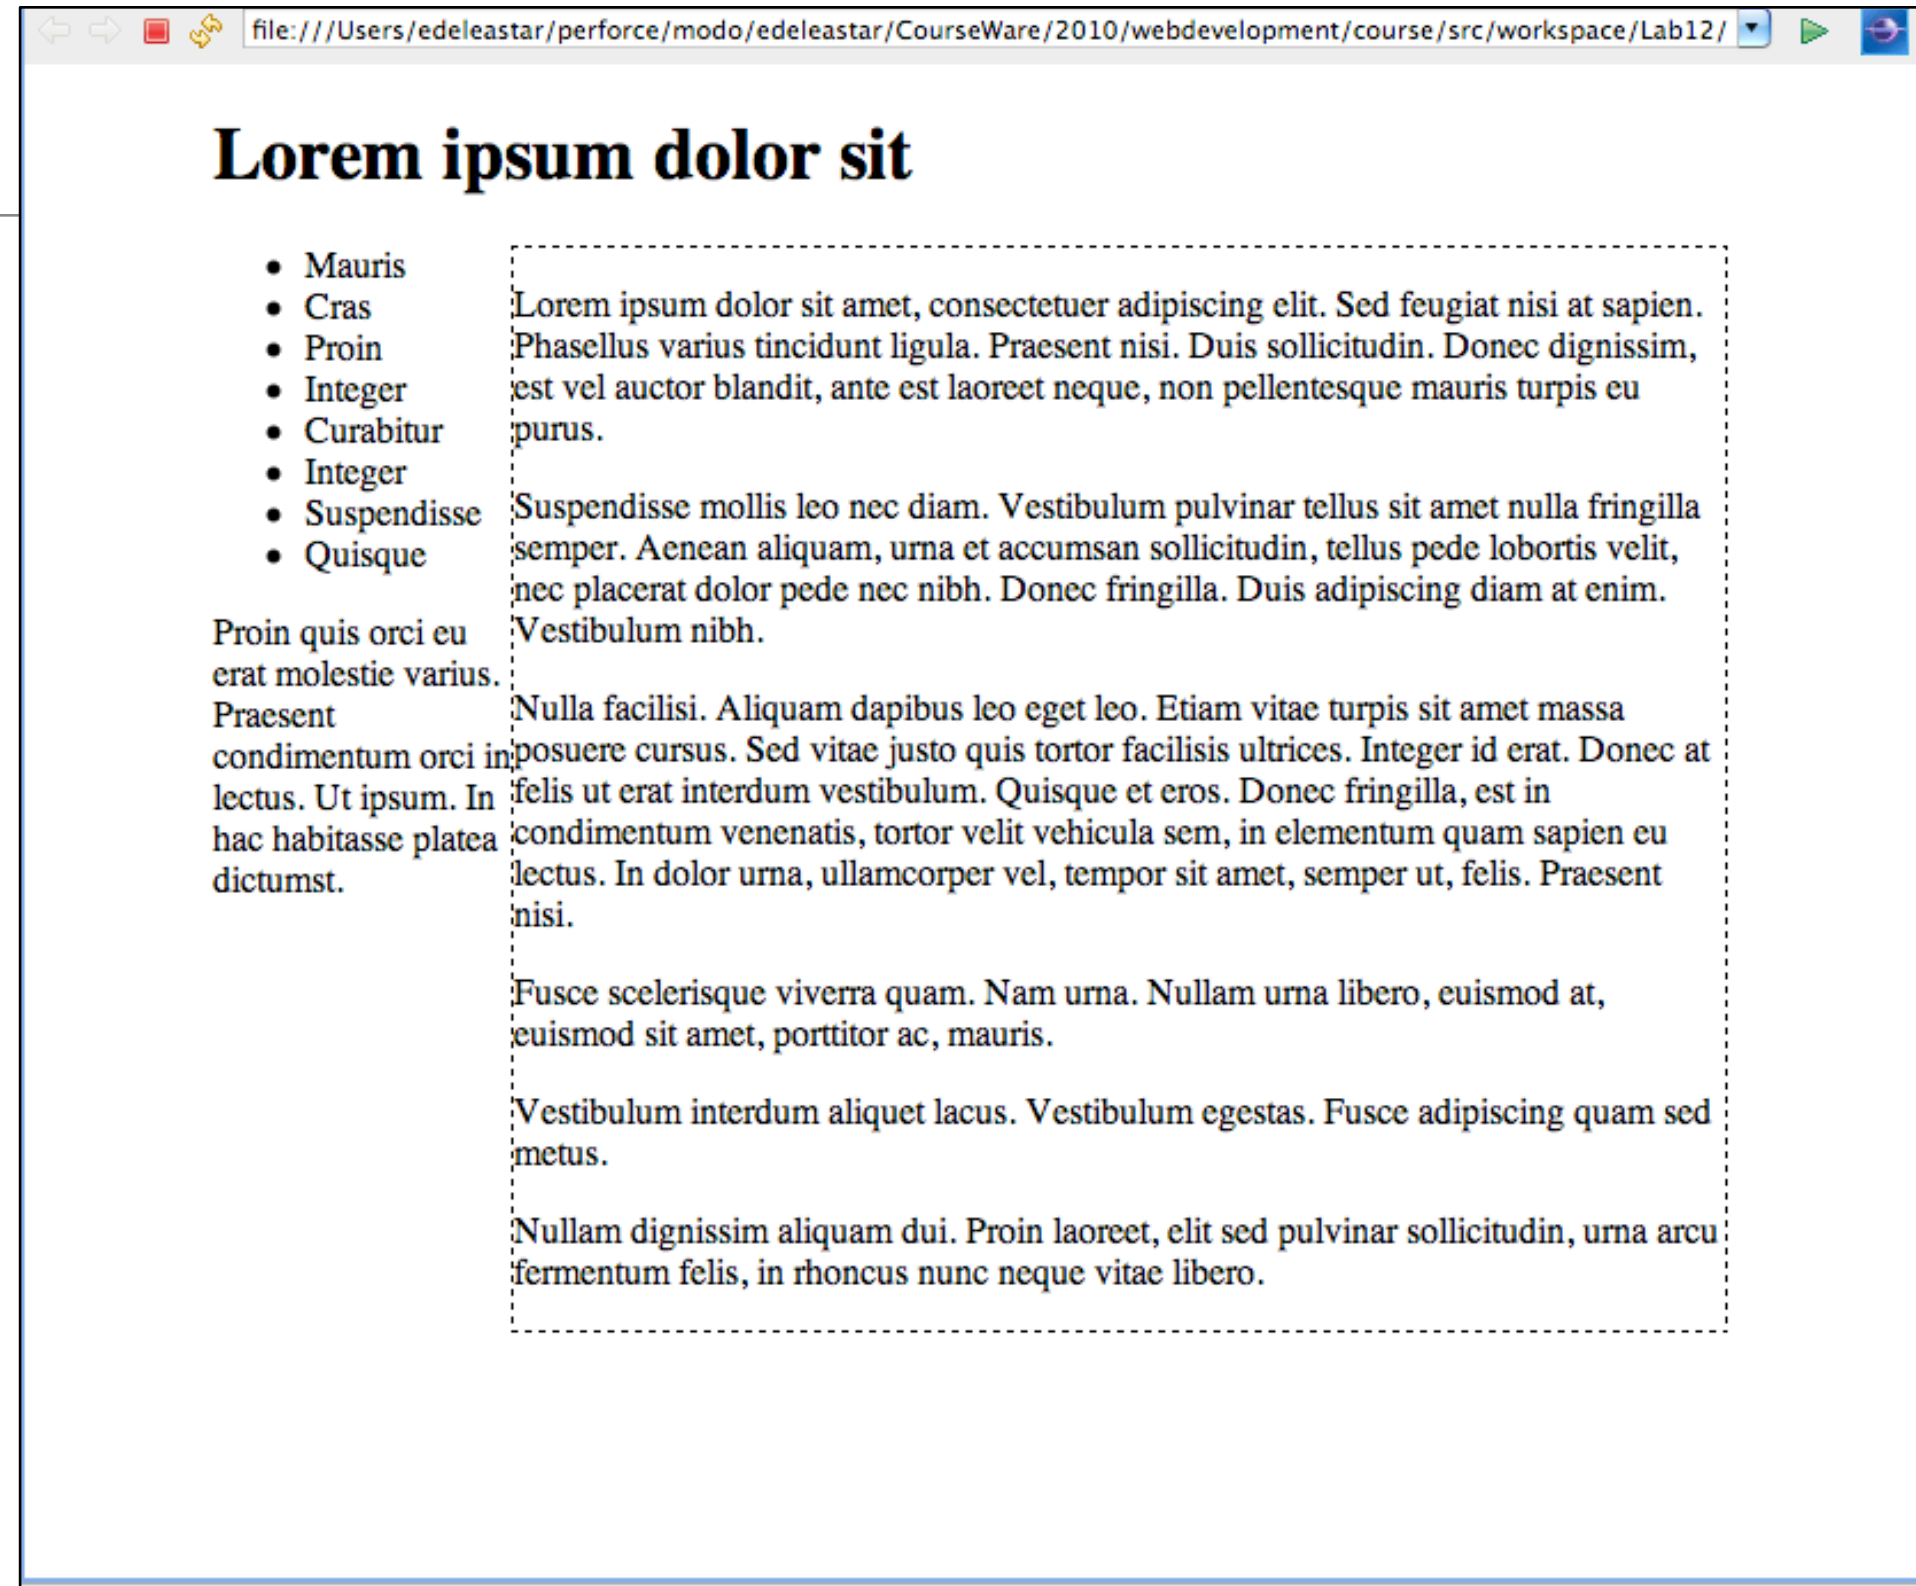 file:///Users/edeleastar/perforce/modo/edeleastar/CourseWare/2010/webdevelopment/course/src/workspace/Lab12/
Lorem ipsum dolor sit
• Mauris
• Cras
• Proin
• Integer
• Curabitur
• Integer
• Suspendisse
• Quisque
Proin quis orci eu
erat molestie varius.
Praesent
condimentum orci in
lectus. Ut ipsum. In
hac habitasse platea
dictumst.
Lorem ipsum dolor sit amet, consectetuer adipiscing elit. Sed feugiat nisi at sapien.
Phasellus varius tincidunt ligula. Praesent nisi. Duis sollicitudin. Donec dignissim,
est vel auctor blandit, ante est laoreet neque, non pellentesque mauris turpis eu
purus.
Suspendisse mollis leo nec diam. Vestibulum pulvinar tellus sit amet nulla fringilla
semper. Aenean aliquam, urna et accumsan sollicitudin, tellus pede lobortis velit,
nec placerat dolor pede nec nibh. Donec fringilla. Duis adipiscing diam at enim.
Vestibulum nibh.
Nulla facilisi. Aliquam dapibus leo eget leo. Etiam vitae turpis sit amet massa
posuere cursus. Sed vitae justo quis tortor facilisis ultrices. Integer id erat. Donec at
felis ut erat interdum vestibulum. Quisque et eros. Donec fringilla, est in
condimentum venenatis, tortor velit vehicula sem, in elementum quam sapien eu
lectus. In dolor urna, ullamcorper vel, tempor sit amet, semper ut, felis. Praesent
nisi.
Fusce scelerisque viverra quam. Nam urna. Nullam urna libero, euismod at,
euismod sit amet, porttitor ac, mauris.
Vestibulum interdum aliquet lacus. Vestibulum egestas. Fusce adipiscing quam sed
metus.
Nullam dignissim aliquam dui. Proin laoreet, elit sed pulvinar sollicitudin, urna arcu
fermentum felis, in rhoncus nunc neque vitae libero.